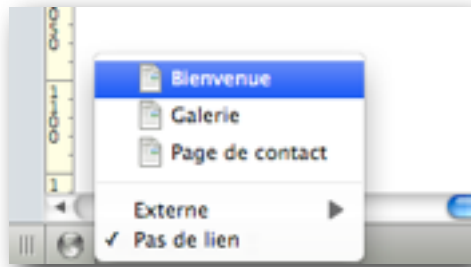 Bienvenue
Galerie
Page de contact
Externe
✓ Pas de lien